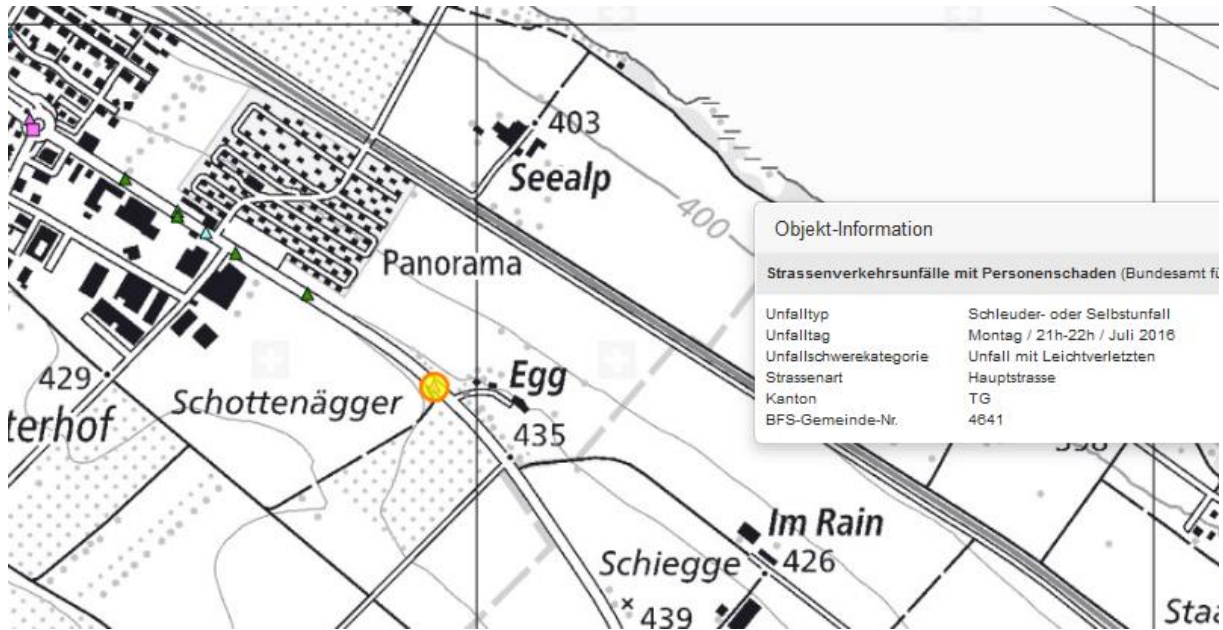 403
Seealp
400
Panorama
Objekt-Information
Strassenverkehrsunfälle mit Personenschaden (Bundesamt fü
Unfalltyp Schleuder- oder Selbstunfall
Unfalltag Montag / 21h-22h / Juli 2016
Unfallschwerekategorie Unfall mit Leichtverletzten
Strassenart Hauptstrasse
Kanton TG
BFS-Gemeinde-Nr. 4641
429
Schottenägger
Egg
terhof
435
398
Im Rain
Schiegge
426
439
Staa